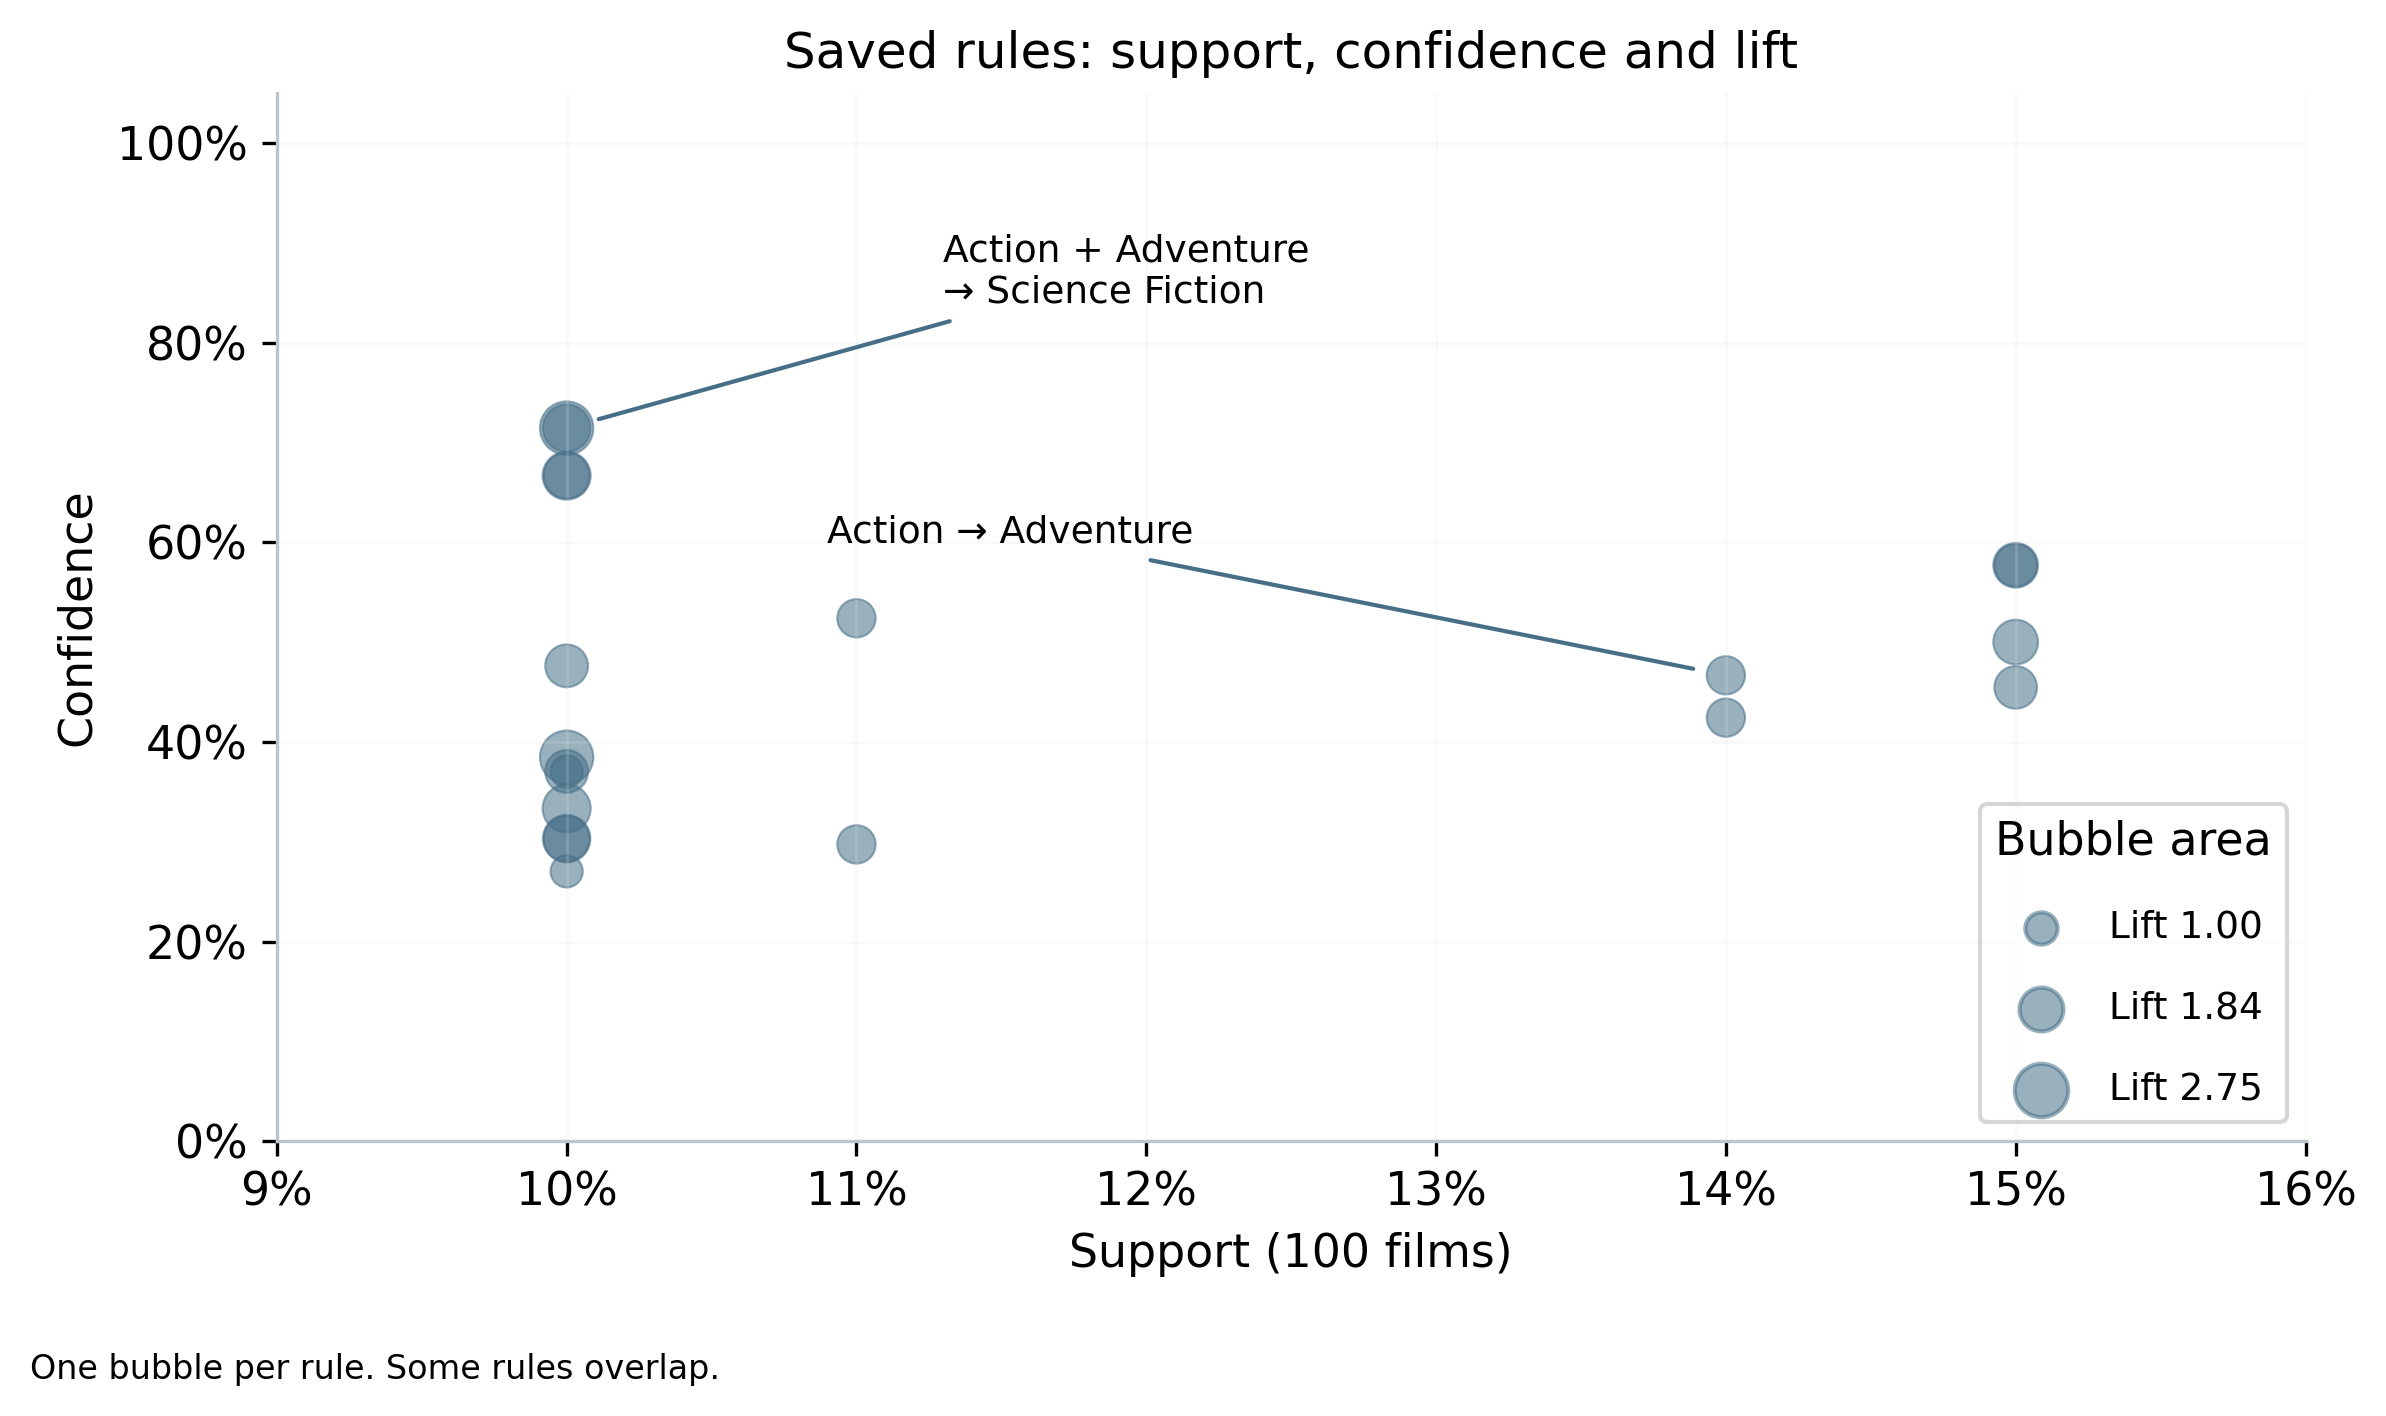 Saved rules: support, confidence and lift
100%
80%
60%
40%
20%
0%
Confidence
Action + Adventure
→ Science Fiction
Action → Adventure
Bubble area
Lift 1.00
Lift 1.84
Lift 2.75
9% 10% 11% 12% 13% 14% 15% 16%
Support (100 films)
One bubble per rule. Some rules overlap.